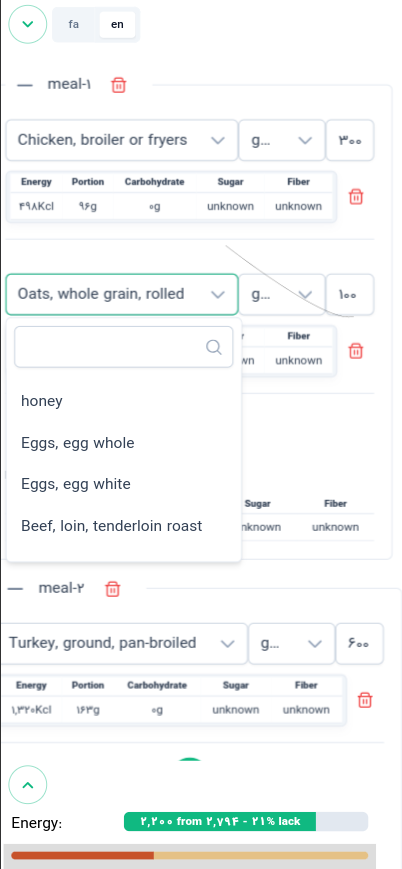 fa en
meal-۱
Chicken, broiler or fryers g... ۳۰۰
Energy Portion Carbohydrate Sugar Fiber
۴۹۸Kcl ۹۶g ۰g unknown unknown
Oats, whole grain, rolled g... ۱۰۰
Fiber
wn unknown
honey
Eggs, egg whole
Eggs, egg white
Beef, loin, tenderloin roast
Sugar Fiber
nknown unknown
meal-۲
Turkey, ground, pan-broiled g... ۶۰۰
Energy Portion Carbohydrate Sugar Fiber
۱,۳۲۰Kcl ۱۶۳g ۰g unknown unknown
Energy: ۲,۲۰۰ from ۲,۷۹۴ - ۲۱% lack